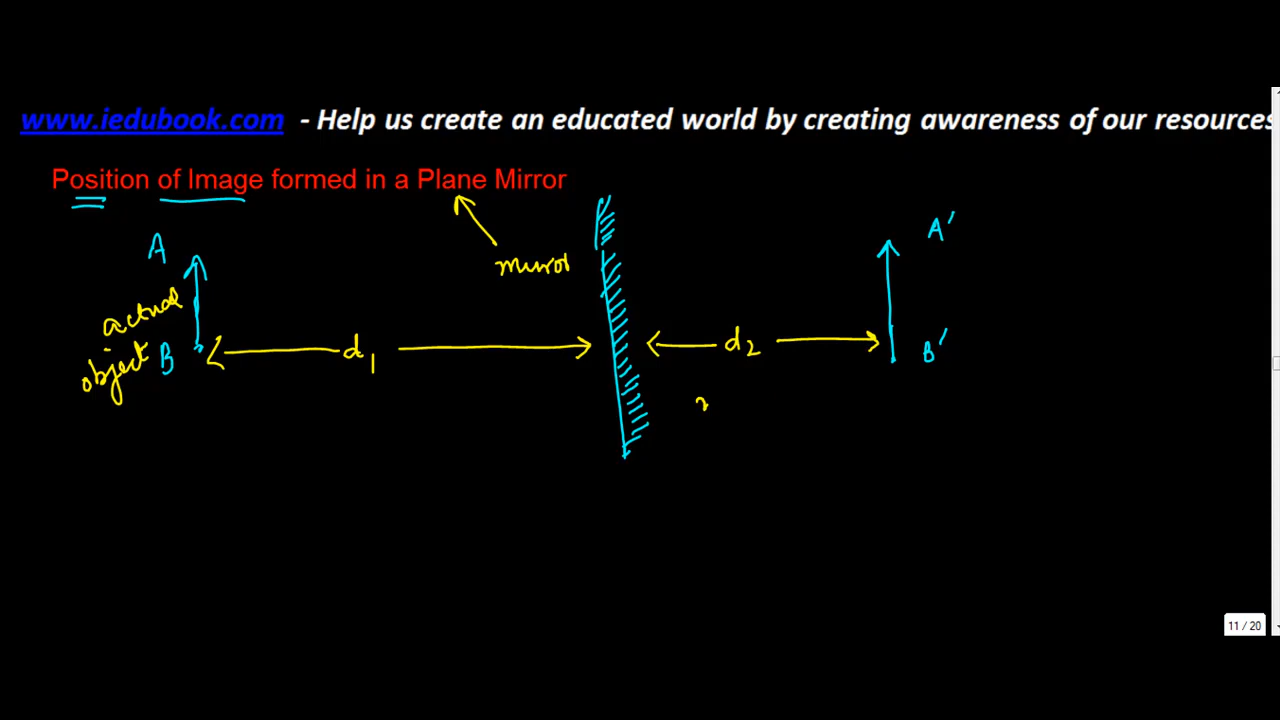 www.iedubook.com - Help us create an educated world by creating awareness of our resources
Position of Image formed in a Plane Mirror
A
A'
mirror
actual
object B
d1
d2
B'
11 / 20